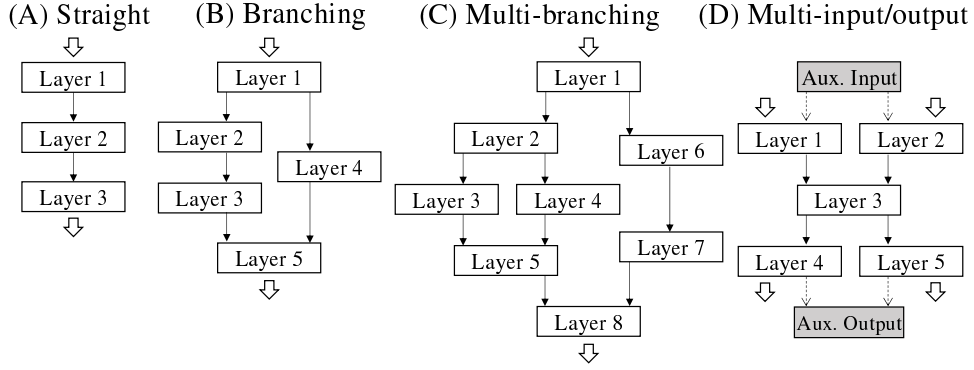 (A) Straight
Layer 1
Layer 2
Layer 3
(B) Branching
Layer 1
Layer 2
Layer 4
Layer 3
Layer 5
(C) Multi-branching
Layer 1
Layer 2
Layer 6
Layer 3
Layer 4
Layer 7
Layer 5
Layer 8
(D) Multi-input/output
Aux. Input
Layer 1
Layer 2
Layer 3
Layer 4
Layer 5
Aux. Output